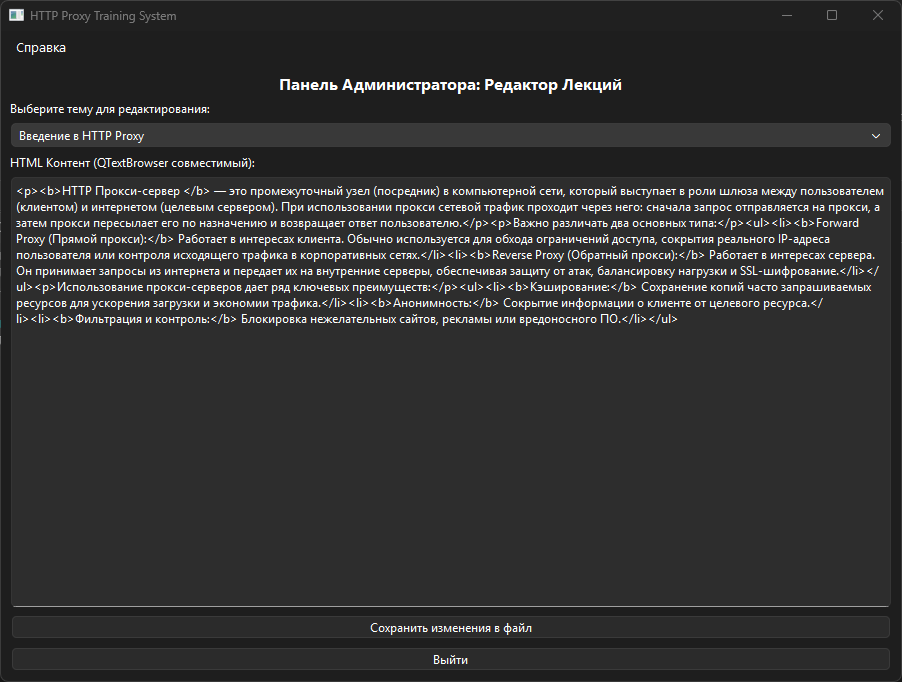 HTTP Proxy Training System
Справка
Панель Администратора: Редактор Лекций
Выберите тему для редактирования:
Введение в HTTP Proxy
HTML Контент (QTextBrowser совместимый):
<p><b>HTTP Прокси-сервер </b> — это промежуточный узел (посредник) в компьютерной сети, который выступает в роли шлюза между пользователем
(клиентом) и интернетом (целевым сервером). При использовании прокси сетевой трафик проходит через него: сначала запрос отправляется на прокси, а
затем прокси пересылает его по назначению и возвращает ответ пользователю.</p><p>Важно различать два основных типа:</p><ul><li><b>Forward
Proxy (Прямой прокси):</b> Работает в интересах клиента. Обычно используется для обхода ограничений доступа, сокрытия реального IP-адреса
пользователя или контроля исходящего трафика в корпоративных сетях.</li><li><b>Reverse Proxy (Обратный прокси):</b> Работает в интересах сервера.
Он принимает запросы из интернета и передает их на внутренние серверы, обеспечивая защиту от атак, балансировку нагрузки и SSL-шифрование.</li></
ul><p>Использование прокси-серверов дает ряд ключевых преимуществ:</p><ul><li><b>Кэширование:</b> Сохранение копий часто запрашиваемых
ресурсов для ускорения загрузки и экономии трафика.</li><li><b>Анонимность:</b> Сокрытие информации о клиенте от целевого ресурса.</
li><li><b>Фильтрация и контроль:</b> Блокировка нежелательных сайтов, рекламы или вредоносного ПО.</li></ul>
Сохранить изменения в файл
Выйти